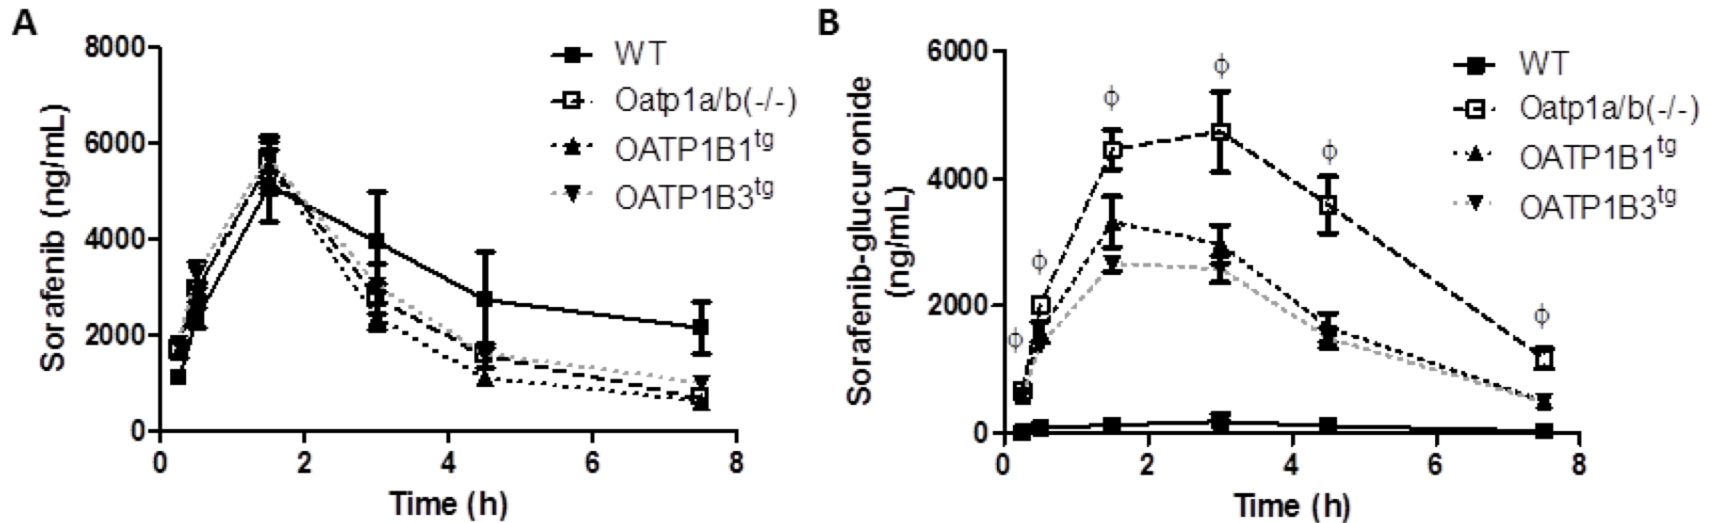 A
8000
6000
4000
2000
0
Sorafenib (ng/mL)
0 2 4 6 8
Time (h)
WT
Oatp1a/b(-/-)
OATP1B1tg
OATP1B3tg
B
6000
4000
2000
0
Sorafenib-glucuronide
(ng/mL)
ϕ ϕ ϕ ϕ ϕ ϕ
0 2 4 6 8
Time (h)
WT
Oatp1a/b(-/-)
OATP1B1tg
OATP1B3tg